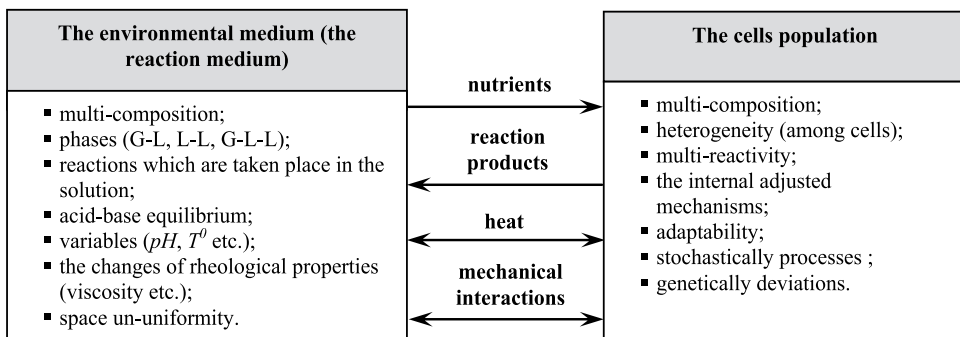 The environmental medium (the
reaction medium)
▪ multi-composition;
▪ phases (G-L, L-L, G-L-L);
▪ reactions which are taken place in the
solution;
▪ acid-base equilibrium;
▪ variables (pH, T⁰ etc.);
▪ the changes of rheological properties
(viscosity etc.);
▪ space un-uniformity.
nutrients
reaction
products
heat
mechanical
interactions
The cells population
▪ multi-composition;
▪ heterogeneity (among cells);
▪ multi-reactivity;
▪ the internal adjusted
mechanisms;
▪ adaptability;
▪ stochastically processes ;
▪ genetically deviations.